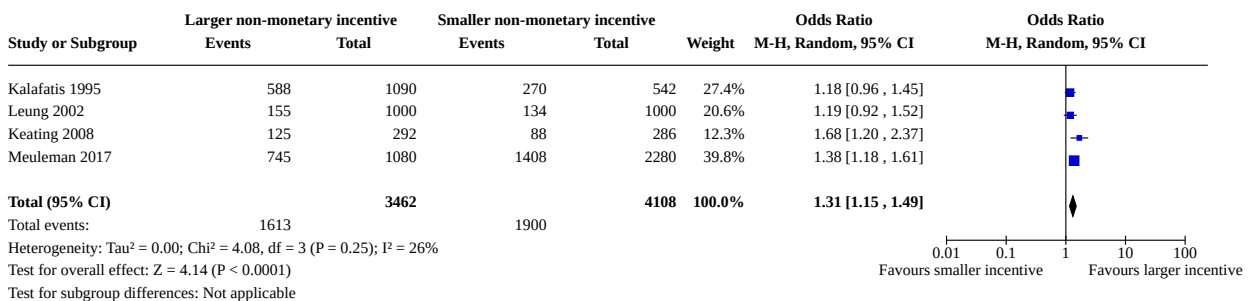 Larger non-monetary incentive Smaller non-monetary incentive Odds Ratio Odds Ratio
Study or Subgroup Events Total Events Total Weight M-H, Random, 95% CI M-H, Random, 95% CI
Kalafatis 1995 588 1090 270 542 27.4% 1.18 [0.96 , 1.45]
Leung 2002 155 1000 134 1000 20.6% 1.19 [0.92 , 1.52]
Keating 2008 125 292 88 286 12.3% 1.68 [1.20 , 2.37]
Meuleman 2017 745 1080 1408 2280 39.8% 1.38 [1.18 , 1.61]
Total (95% CI) 3462 4108 100.0% 1.31 [1.15 , 1.49]
Total events: 1613 1900
Heterogeneity: Tau² = 0.00; Chi² = 4.08, df = 3 (P = 0.25); I² = 26%
0.01 0.1 1 10 100
Test for overall effect: Z = 4.14 (P < 0.0001)
Favours smaller incentive Favours larger incentive
Test for subgroup differences: Not applicable